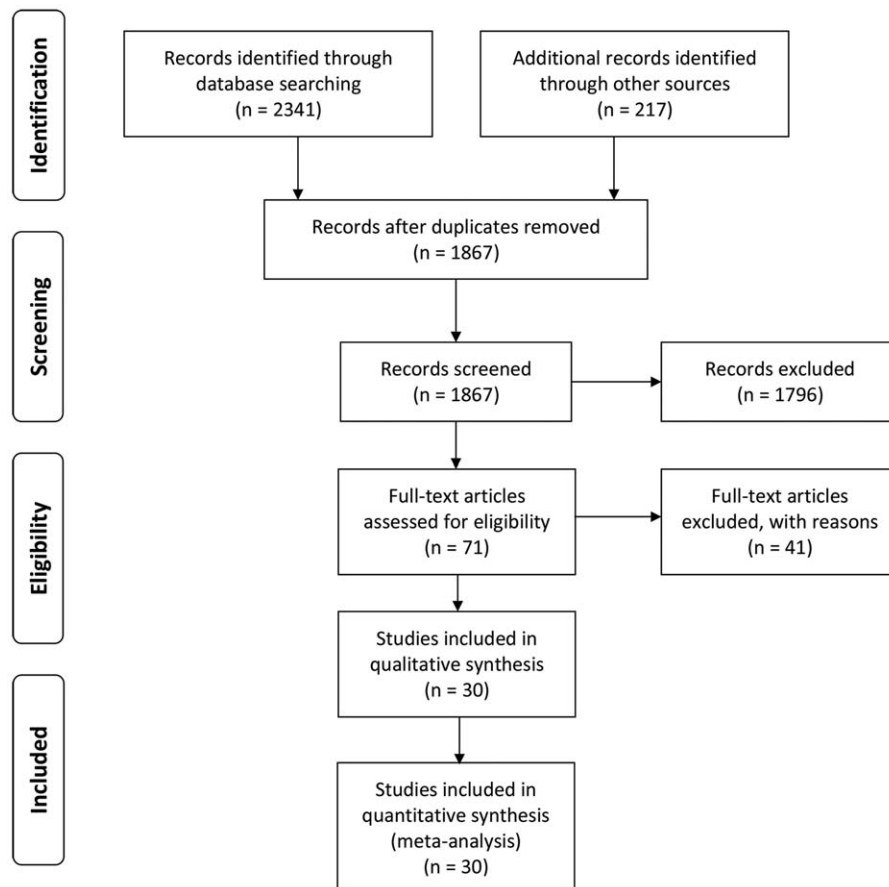 Identification
Records identified through
database searching
(n = 2341)
Additional records identified
through other sources
(n = 217)
Records after duplicates removed
(n = 1867)
Screening
Records screened
(n = 1867)
Records excluded
(n = 1796)
Eligibility
Full-text articles
assessed for eligibility
(n = 71)
Full-text articles
excluded, with reasons
(n = 41)
Studies included in
qualitative synthesis
(n = 30)
Included
Studies included in
quantitative synthesis
(meta-analysis)
(n = 30)